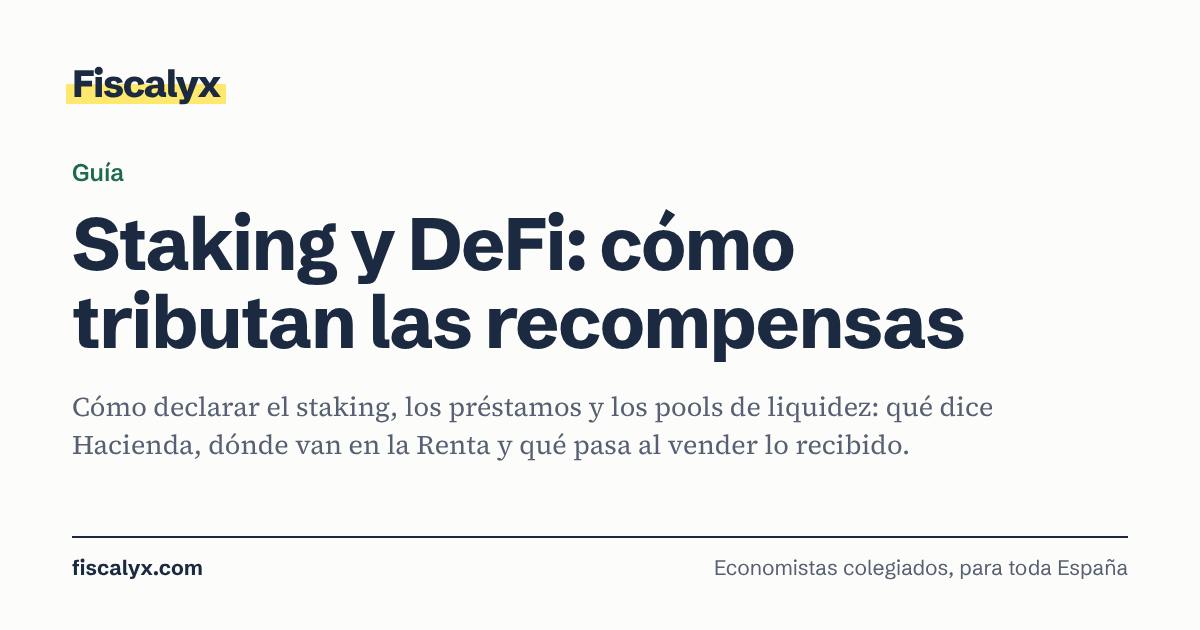 Fiscalyx
Guía
Staking y DeFi: cómo
tributan las recompensas
Cómo declarar el staking, los préstamos y los pools de liquidez: qué dice
Hacienda, dónde van en la Renta y qué pasa al vender lo recibido.
fiscalyx.com
Economistas colegiados, para toda España